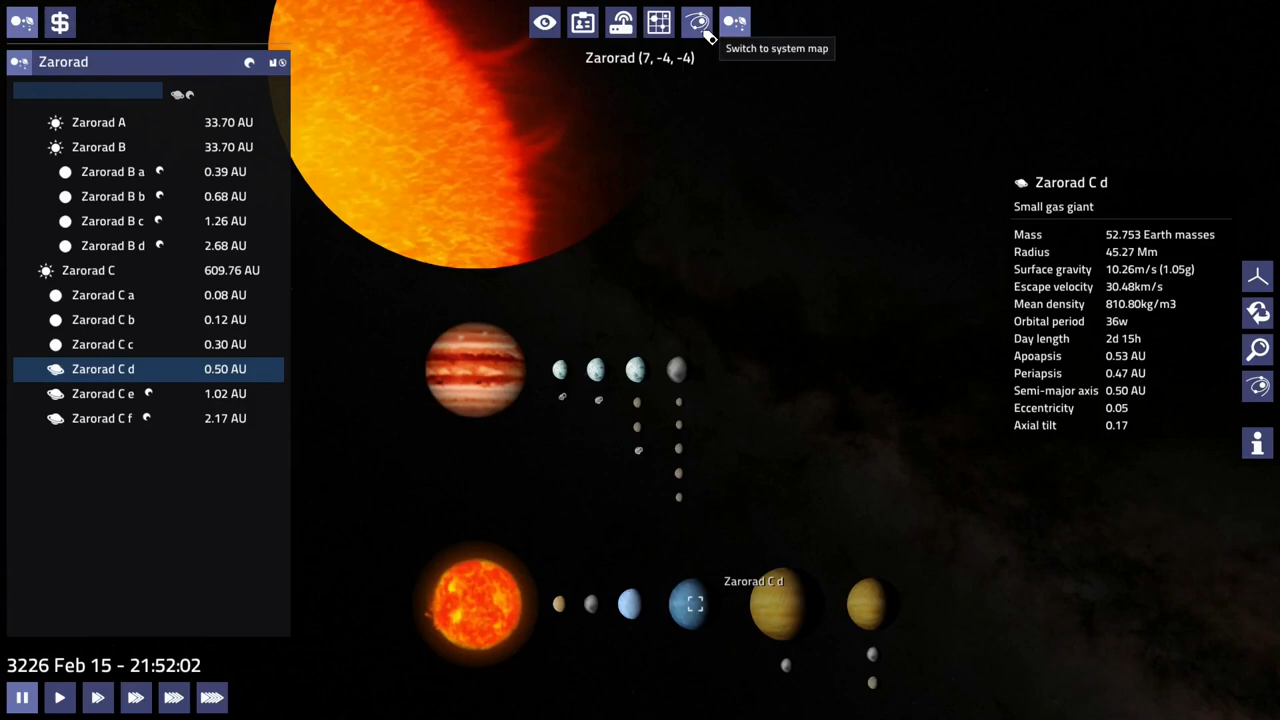 Switch to system map
Zarorad (7, -4, -4)
Zarorad
Zarorad A 33.70 AU
Zarorad B 33.70 AU
Zarorad B a 0.39 AU
Zarorad B b 0.68 AU
Zarorad B c 1.26 AU
Zarorad B d 2.68 AU
Zarorad C 609.76 AU
Zarorad C a 0.08 AU
Zarorad C b 0.12 AU
Zarorad C c 0.30 AU
Zarorad C d 0.50 AU
Zarorad C e 1.02 AU
Zarorad C f 2.17 AU
Zarorad C d
Zarorad C d
Small gas giant
Mass 52.753 Earth masses
Radius 45.27 Mm
Surface gravity 10.26m/s (1.05g)
Escape velocity 30.48km/s
Mean density 810.80kg/m3
Orbital period 36w
Day length 2d 15h
Apoapsis 0.53 AU
Periapsis 0.47 AU
Semi-major axis 0.50 AU
Eccentricity 0.05
Axial tilt 0.17
3226 Feb 15 - 21:52:02